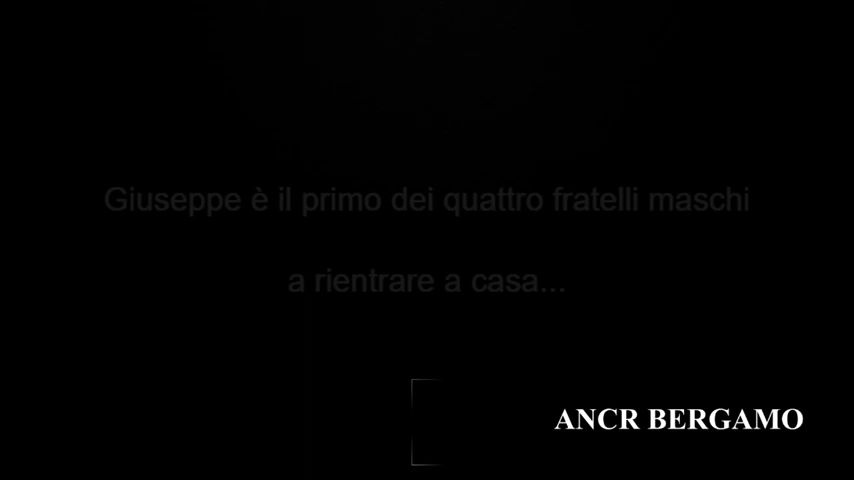 Giuseppe è il primo dei quattro fratelli maschi
a rientrare a casa...
ANCR BERGAMO